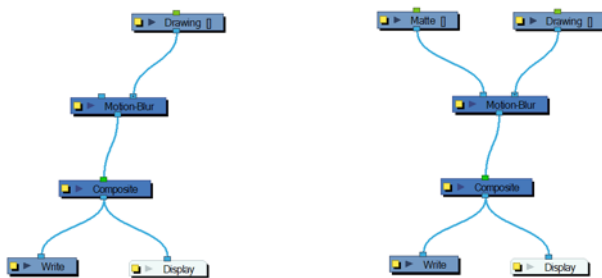 Drawing []
Motion-Blur
Composite
Write
Display
Matte []
Drawing []
Motion-Blur
Composite
Write
Display